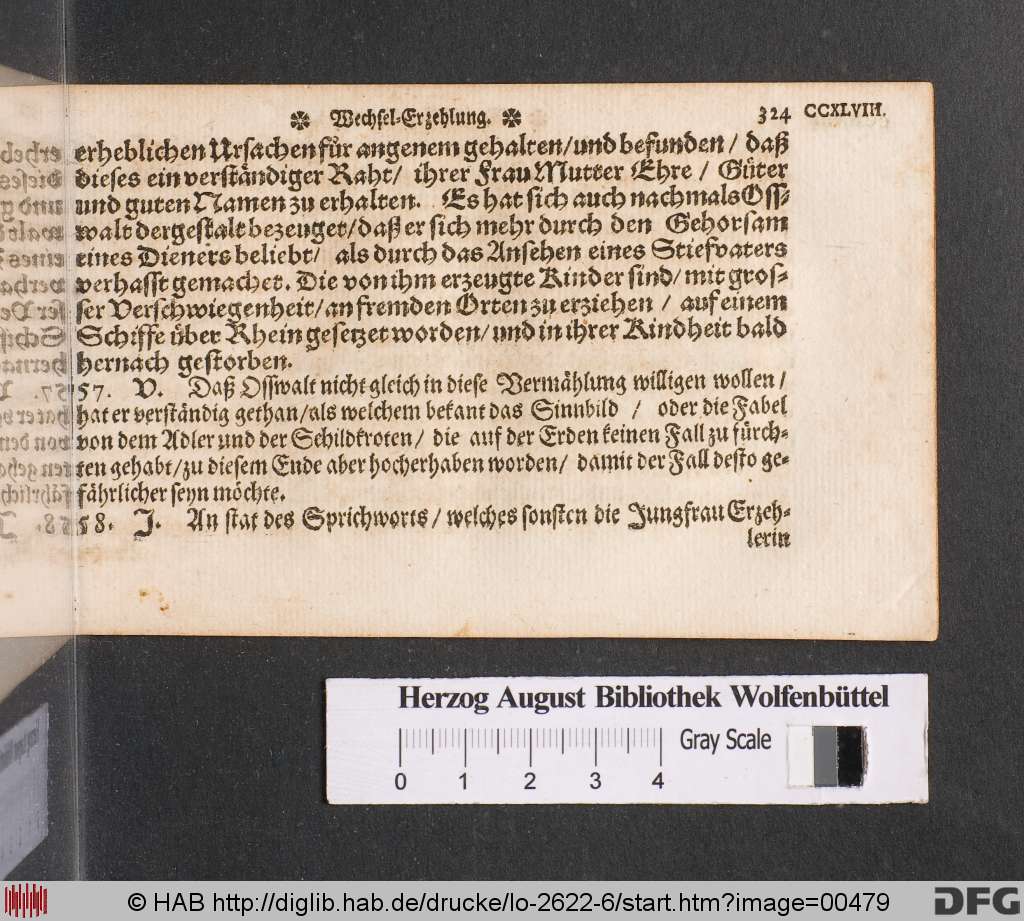 ✼ Wechsel-Erzehlung. ✼ 324 CCXLVIII.
erheblichen Ursachen für angenem gehalten/und befunden / daß
dieses ein verständiger Raht/ ihrer Frau Mutter Ehre / Güter
und guten Namen zu erhalten. Es hat sich auch nachmals Oss-
walt dergestalt bezeuget/daß er sich mehr durch den Gehorsam
eines Dieners beliebt/ als durch das Ansehen eines Stiefvaters
verhasst gemachet. Die von ihm erzeugte Kinder sind/ mit gros-
ser Verschwiegenheit/an fremden Orten zu erziehen / auf einem
Schiffe über Rhein gesetzet worden/und in ihrer Kindheit bald
hernach gestorben.
57. V. Daß Osswalt nicht gleich in diese Vermählung willigen wollen/
hat er verständig gethan/als welchem bekant das Sinnbild / oder die Fabel
von dem Adler und der Schildkroten/ die auf der Erden keinen Fall zu fürch-
ten gehabt/zu diesem Ende aber hocherhaben worden/ damit der Fall desto ge-
fährlicher seyn möchte.
58. J. An stat des Sprichworts/welches sonsten die Jungfrau Erzeh-
lerin
Herzog August Bibliothek Wolfenbüttel
Gray Scale
0 1 2 3 4
© HAB http://diglib.hab.de/drucke/lo-2622-6/start.htm?image=00479
DFG